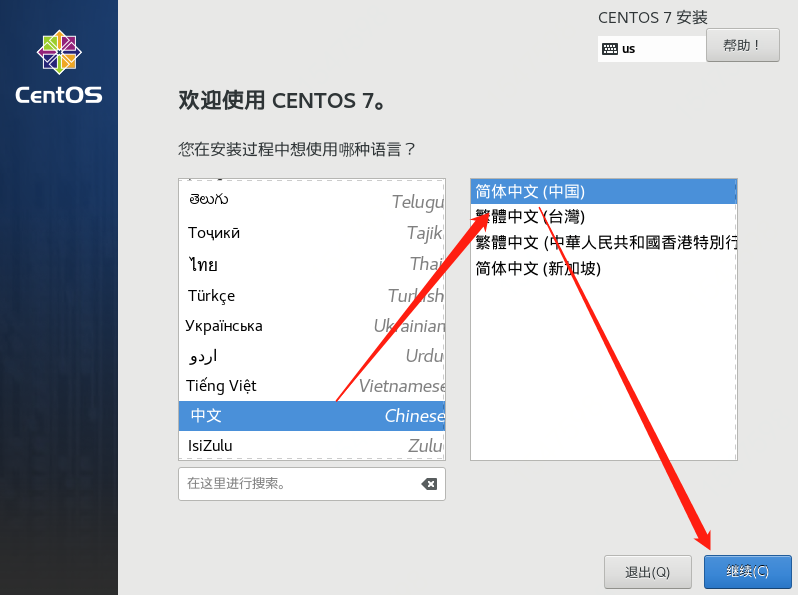 CentOS
CENTOS 7 安装
us
帮助！
欢迎使用 CENTOS 7。
您在安装过程中想使用哪种语言？
తెలుగు Telugu
Тоҷикӣ Tajik
ไทย Thai
Türkçe Turkish
Українська Ukrainian
اردو Urdu
Tiếng Việt Vietnamese
中文 Chinese
IsiZulu Zulu
在这里进行搜索。
简体中文 (中国)
繁體中文 (台灣)
繁體中文 (中華人民共和國香港特別行
简体中文 (新加坡)
退出(Q)
继续(C)